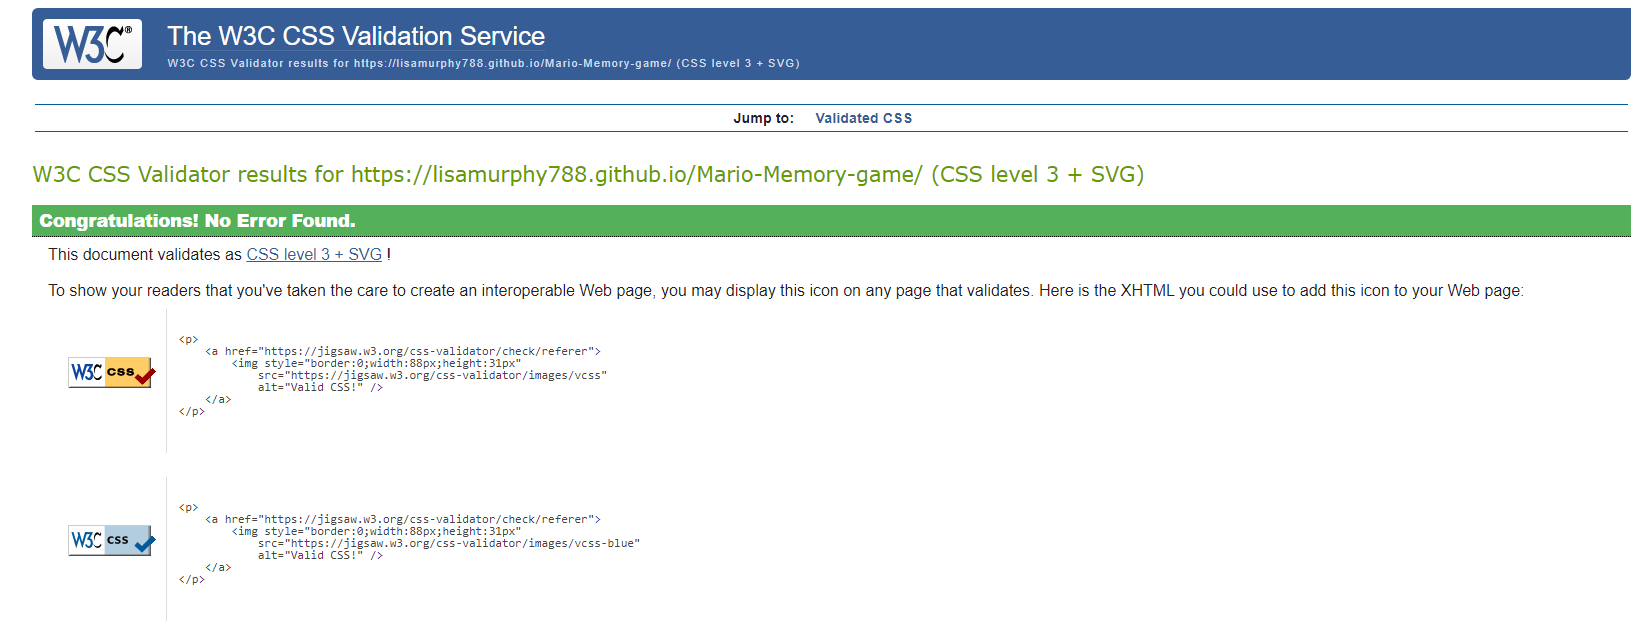 W3C®
The W3C CSS Validation Service
W3C CSS Validator results for https://lisamurphy788.github.io/Mario-Memory-game/ (CSS level 3 + SVG)
Jump to: Validated CSS
W3C CSS Validator results for https://lisamurphy788.github.io/Mario-Memory-game/ (CSS level 3 + SVG)
Congratulations! No Error Found.
This document validates as CSS level 3 + SVG !
To show your readers that you've taken the care to create an interoperable Web page, you may display this icon on any page that validates. Here is the XHTML you could use to add this icon to your Web page:
W3C css
<p>
    <a href="https://jigsaw.w3.org/css-validator/check/referer">
        <img style="border:0;width:88px;height:31px"
            src="https://jigsaw.w3.org/css-validator/images/vcss"
            alt="Valid CSS!" />
    </a>
</p>
W3C css
<p>
    <a href="https://jigsaw.w3.org/css-validator/check/referer">
        <img style="border:0;width:88px;height:31px"
            src="https://jigsaw.w3.org/css-validator/images/vcss-blue"
            alt="Valid CSS!" />
    </a>
</p>